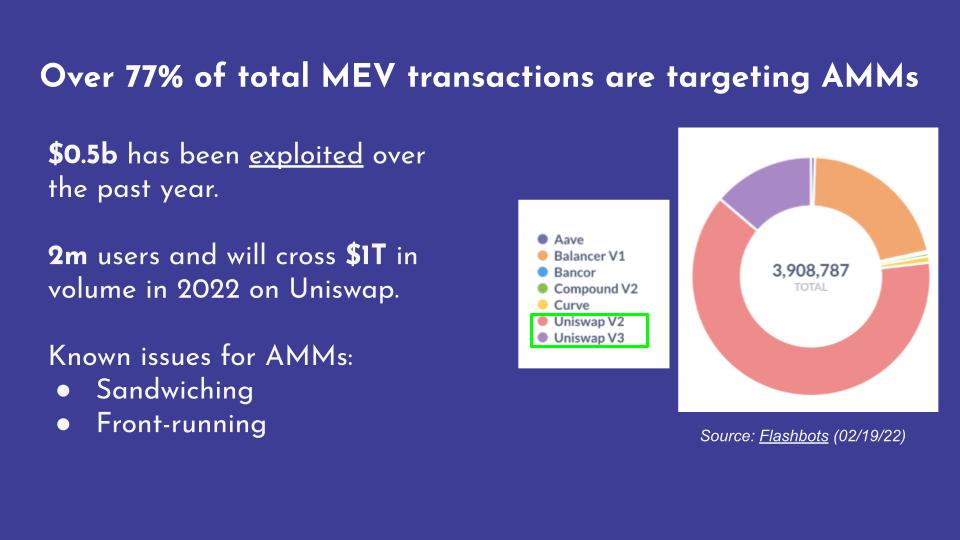 Over 77% of total MEV transactions are targeting AMMs
$0.5b has been exploited over
the past year.
2m users and will cross $1T in
volume in 2022 on Uniswap.
Known issues for AMMs:
● Sandwiching
● Front-running
Aave
Balancer V1
Bancor
Compound V2
Curve
Uniswap V2
Uniswap V3
3,908,787
TOTAL
Source: Flashbots (02/19/22)